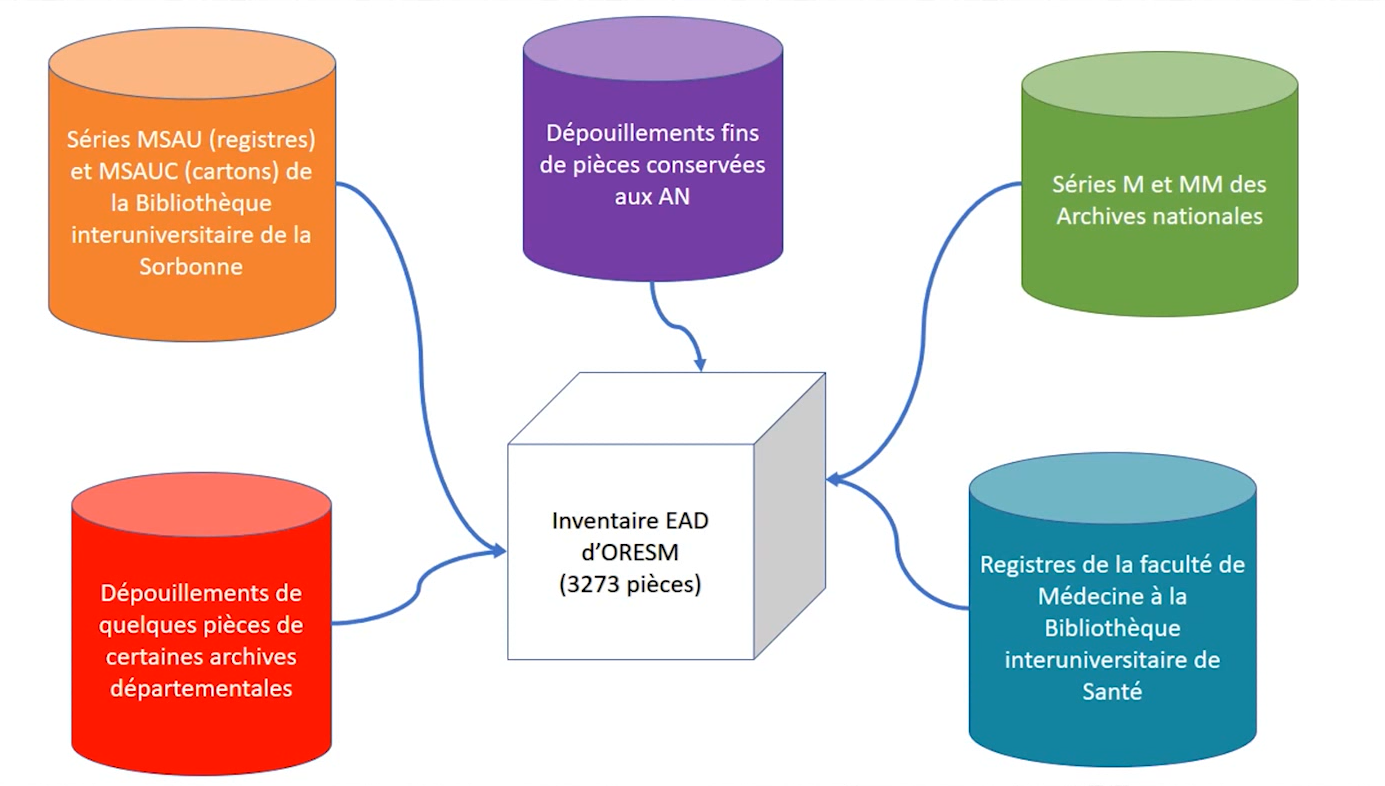 Séries MSAU (registres)
et MSAUC (cartons) de
la Bibliothèque
interuniversitaire de la
Sorbonne
Dépouillements fins
de pièces conservées
aux AN
Séries M et MM des
Archives nationales
Dépouillements de
quelques pièces de
certaines archives
départementales
Inventaire EAD
d’ORESM
(3273 pièces)
Registres de la faculté de
Médecine à la
Bibliothèque
interuniversitaire de
Santé